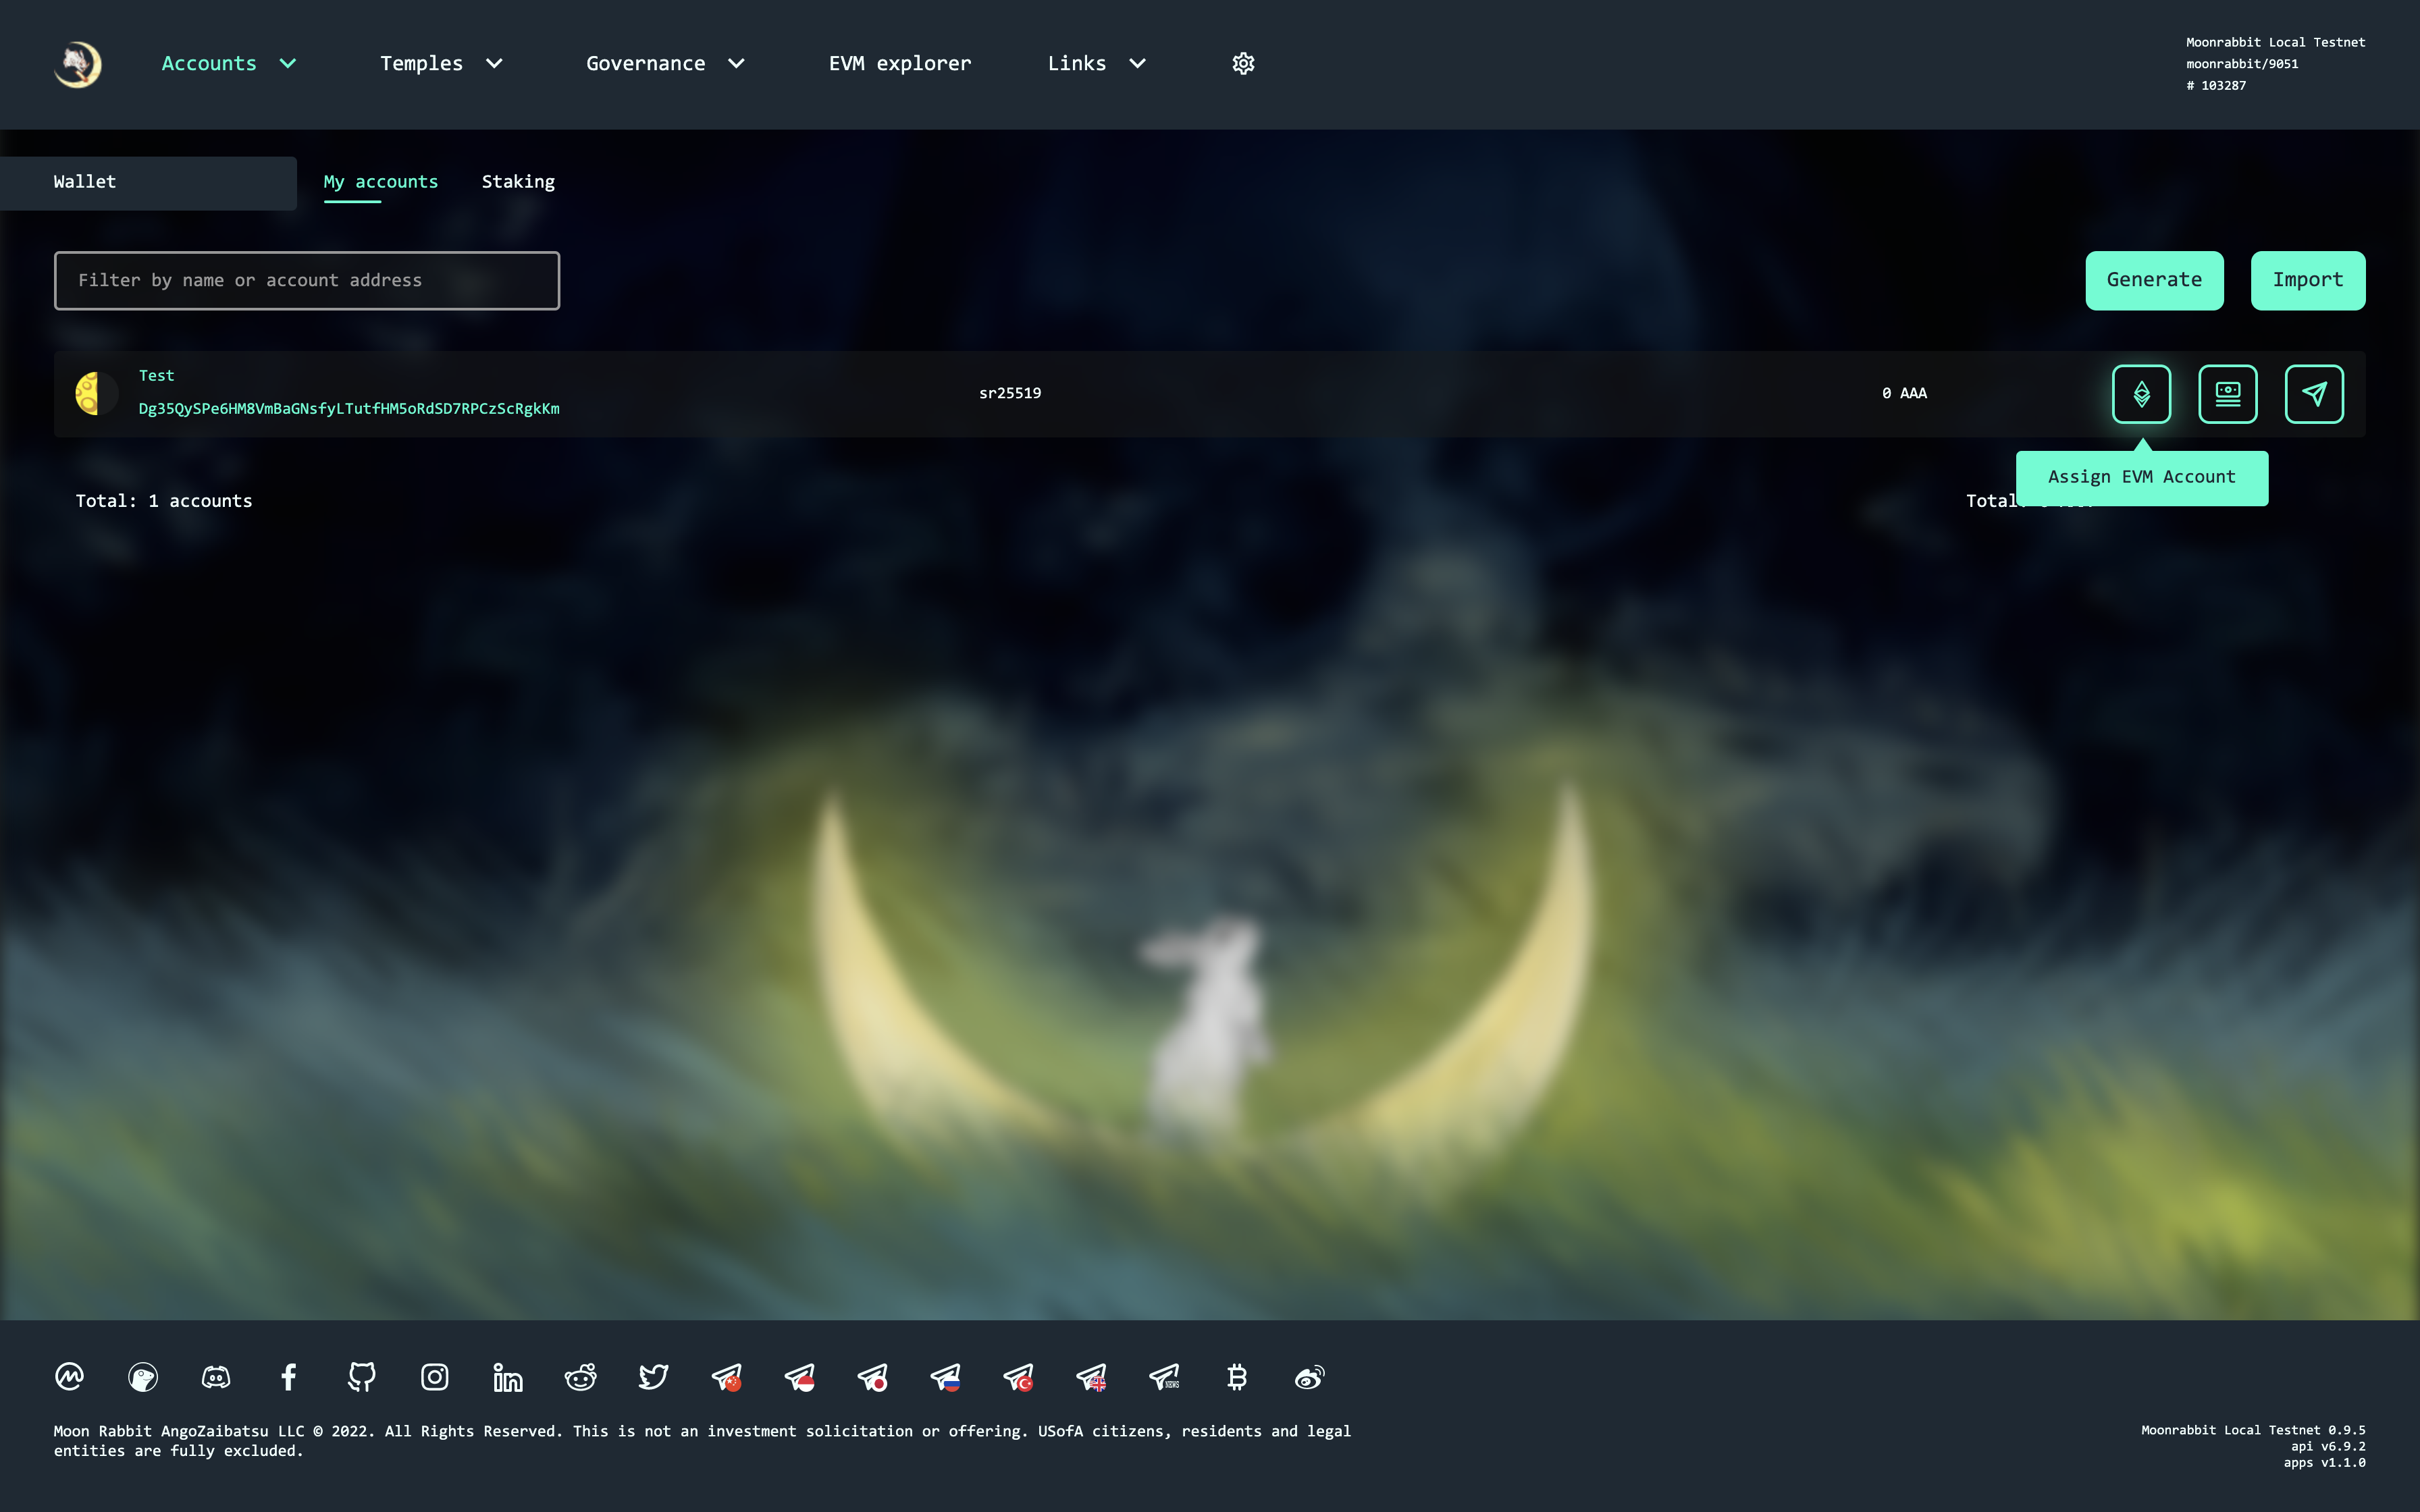 Accounts
Temples
Governance
EVM explorer
Links
Moonrabbit Local Testnet
moonrabbit/9051
# 103287
Wallet
My accounts
Staking
Filter by name or account address
Generate
Import
Test
Dg35QySPe6HM8VmBaGNsfyLTutfHM5oRdSD7RPCzScRgkKm
sr25519
0 AAA
Assign EVM Account
Total: 1 accounts
Total
NEWS
Moon Rabbit AngoZaibatsu LLC © 2022. All Rights Reserved. This is not an investment solicitation or offering. USofA citizens, residents and legal
entities are fully excluded.
Moonrabbit Local Testnet 0.9.5
api v6.9.2
apps v1.1.0